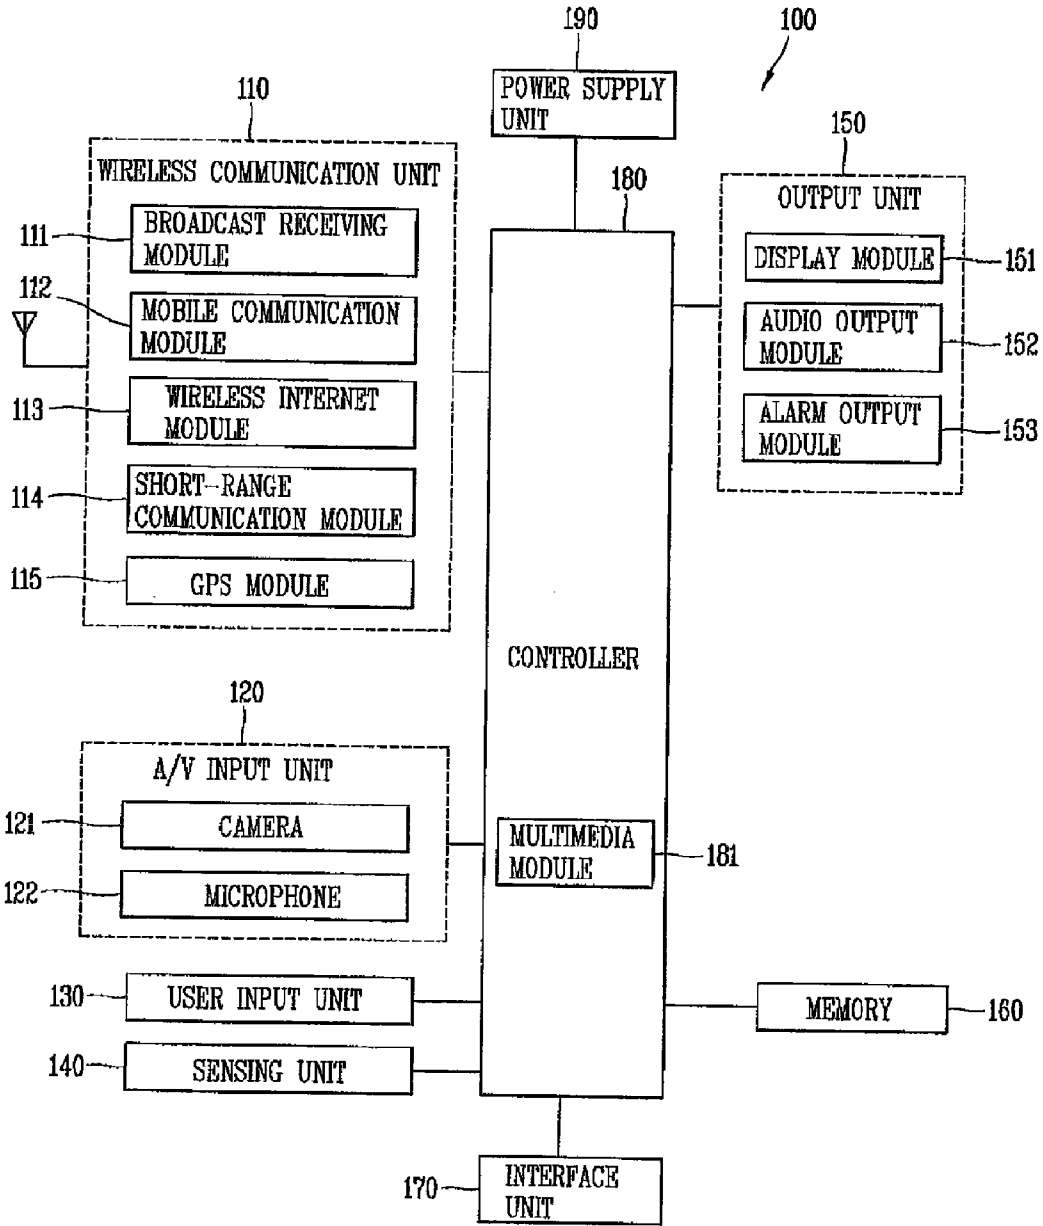 190
100
POWER SUPPLY
UNIT
110
WIRELESS COMMUNICATION UNIT
111
BROADCAST RECEIVING
MODULE
112
MOBILE COMMUNICATION
MODULE
113
WIRELESS INTERNET
MODULE
114
SHORT-RANGE
COMMUNICATION MODULE
115
GPS MODULE
180
CONTROLLER
MULTIMEDIA
MODULE
181
150
OUTPUT UNIT
DISPLAY MODULE
151
AUDIO OUTPUT
MODULE
152
ALARM OUTPUT
MODULE
153
120
A/V INPUT UNIT
121
CAMERA
122
MICROPHONE
130
USER INPUT UNIT
140
SENSING UNIT
MEMORY
160
170
INTERFACE
UNIT